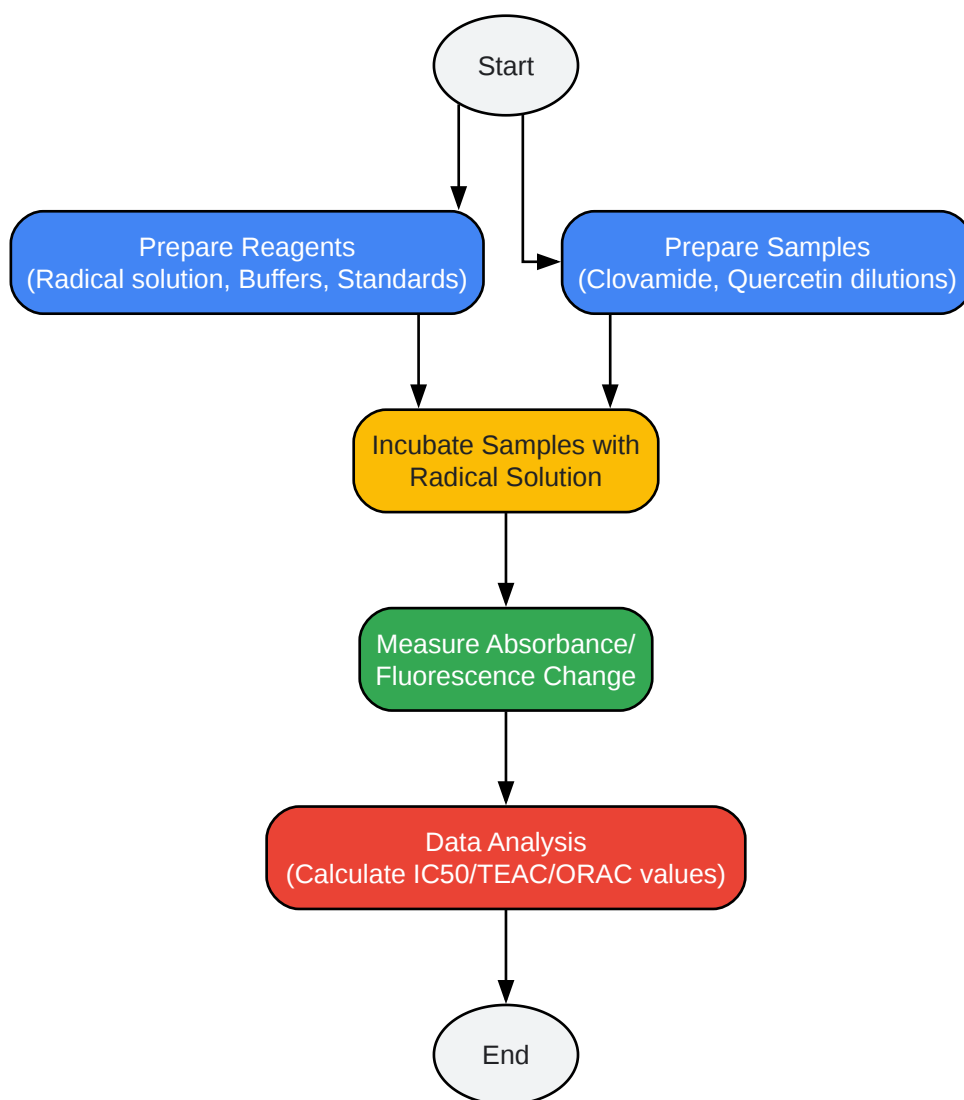 Start
Prepare Reagents
(Radical solution, Buffers, Standards)
Prepare Samples
(Clovamide, Quercetin dilutions)
Incubate Samples with
Radical Solution
Measure Absorbance/
Fluorescence Change
Data Analysis
(Calculate IC50/TEAC/ORAC values)
End